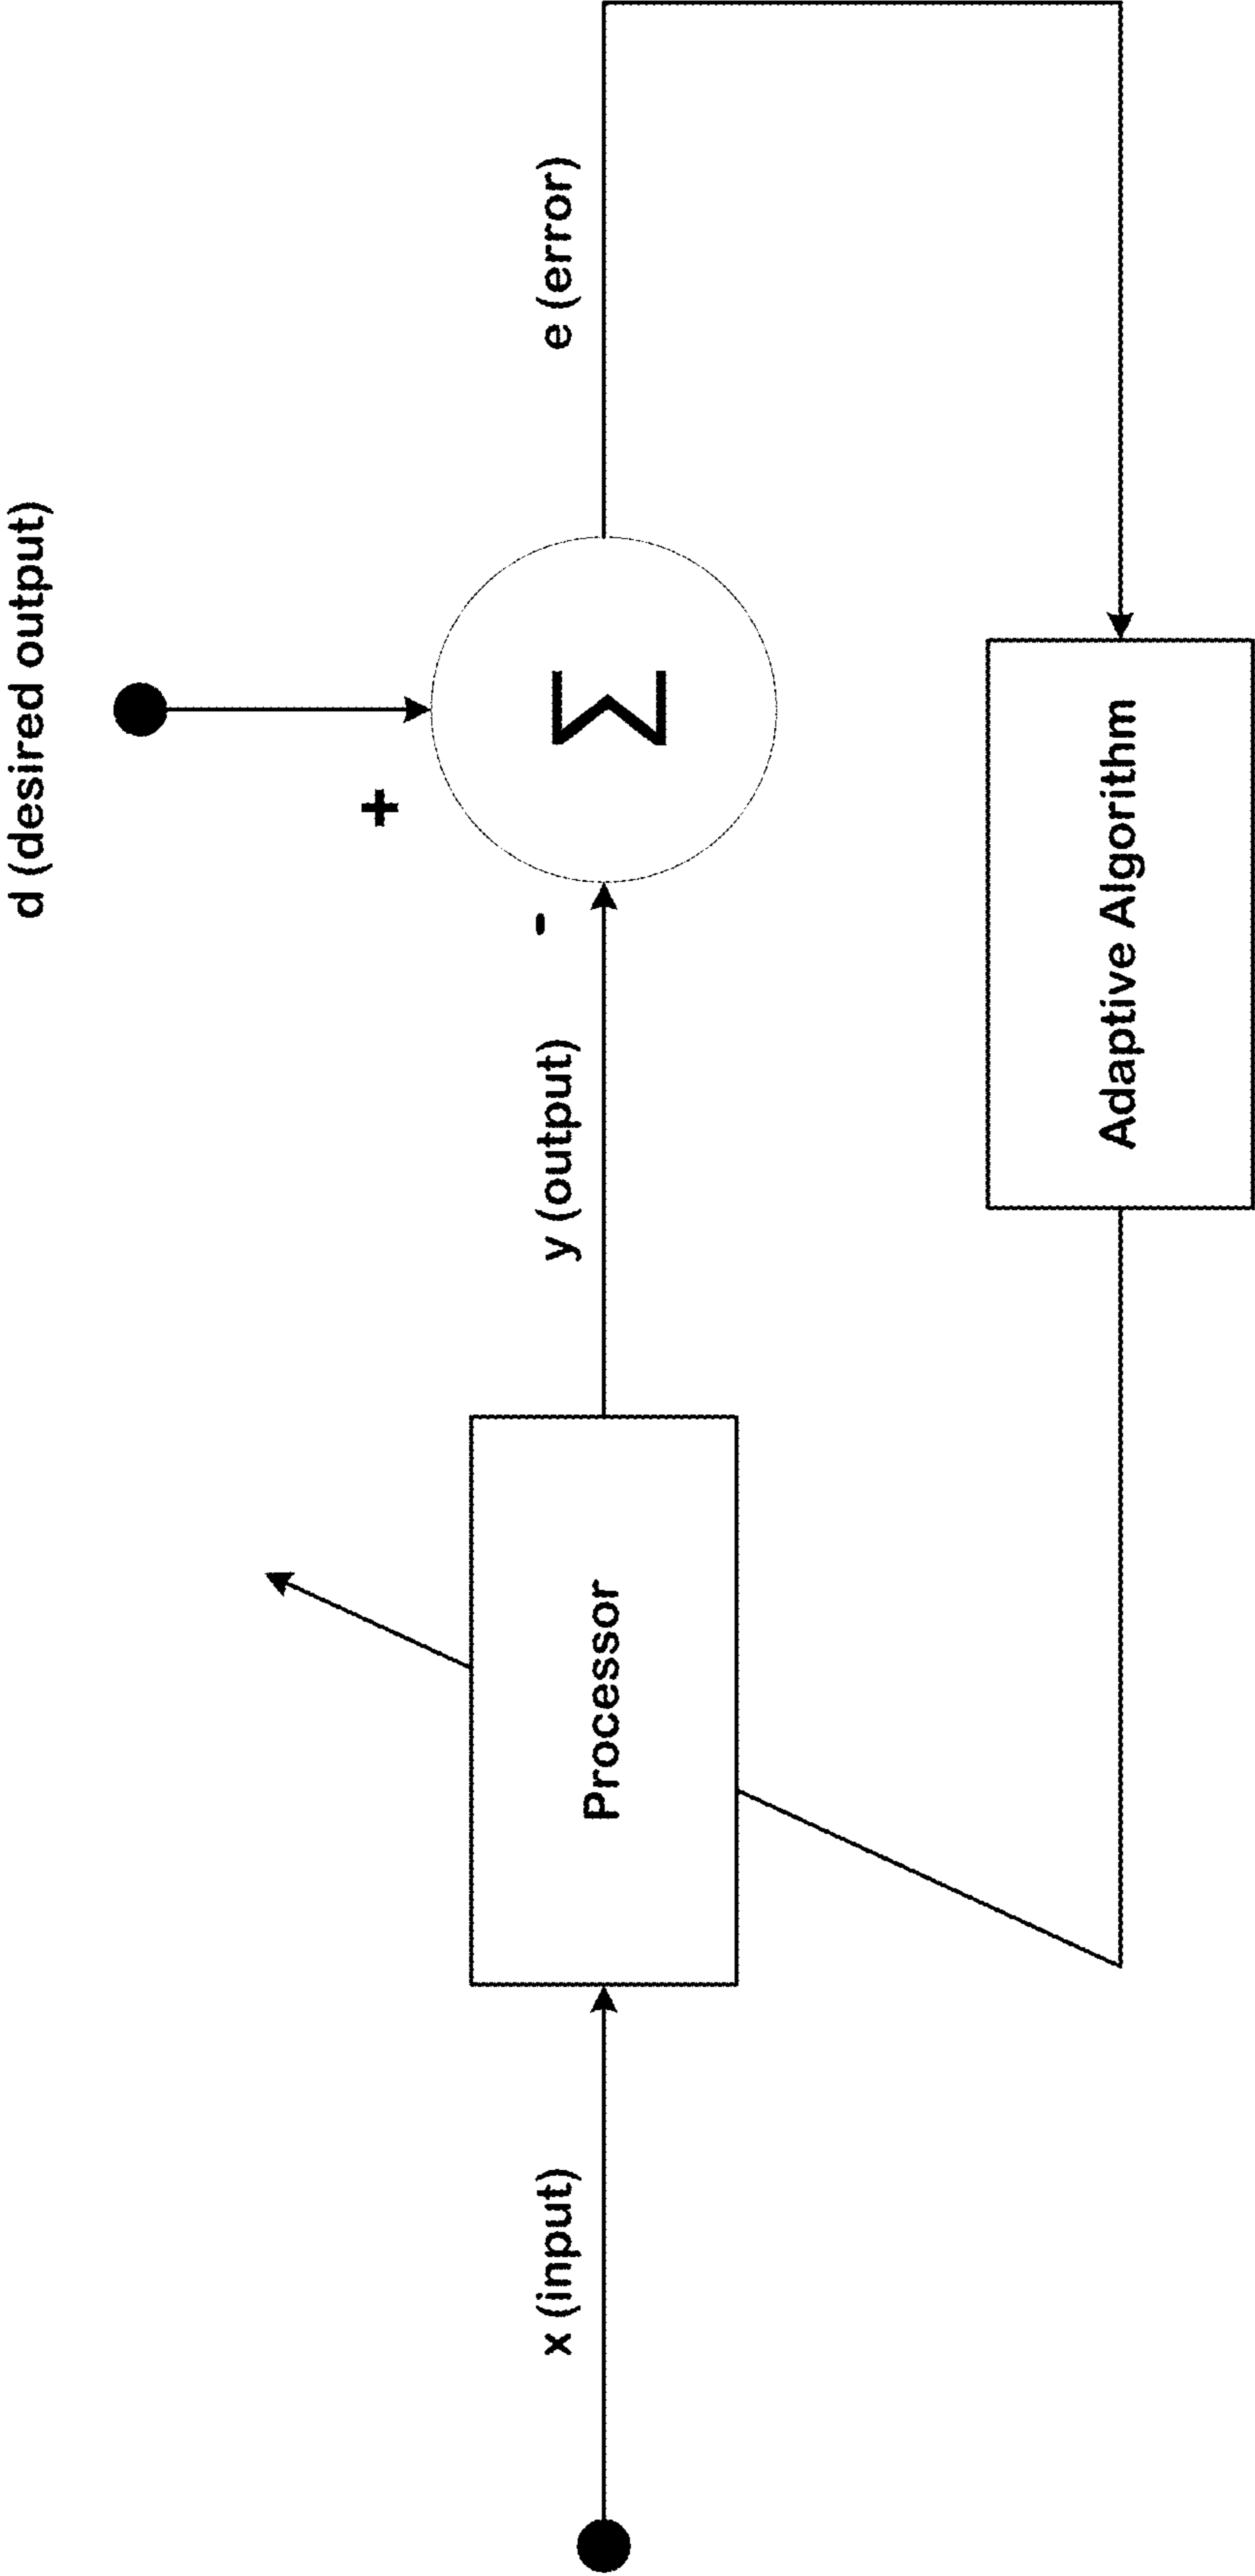 d (desired output)
+
x (input)
Processor
y (output)
-
Σ
e (error)
Adaptive Algorithm